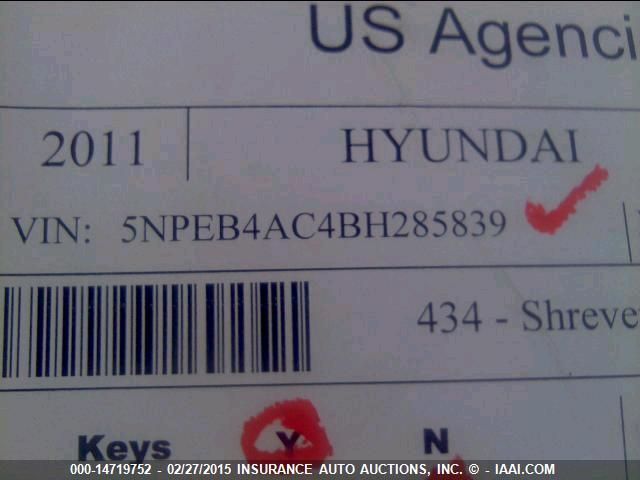 US Agenci
2011 HYUNDAI
VIN: 5NPEB4AC4BH285839
434 - Shreve
Keys Y N
000-14719752 - 02/27/2015 INSURANCE AUTO AUCTIONS, INC. © - IAAI.COM